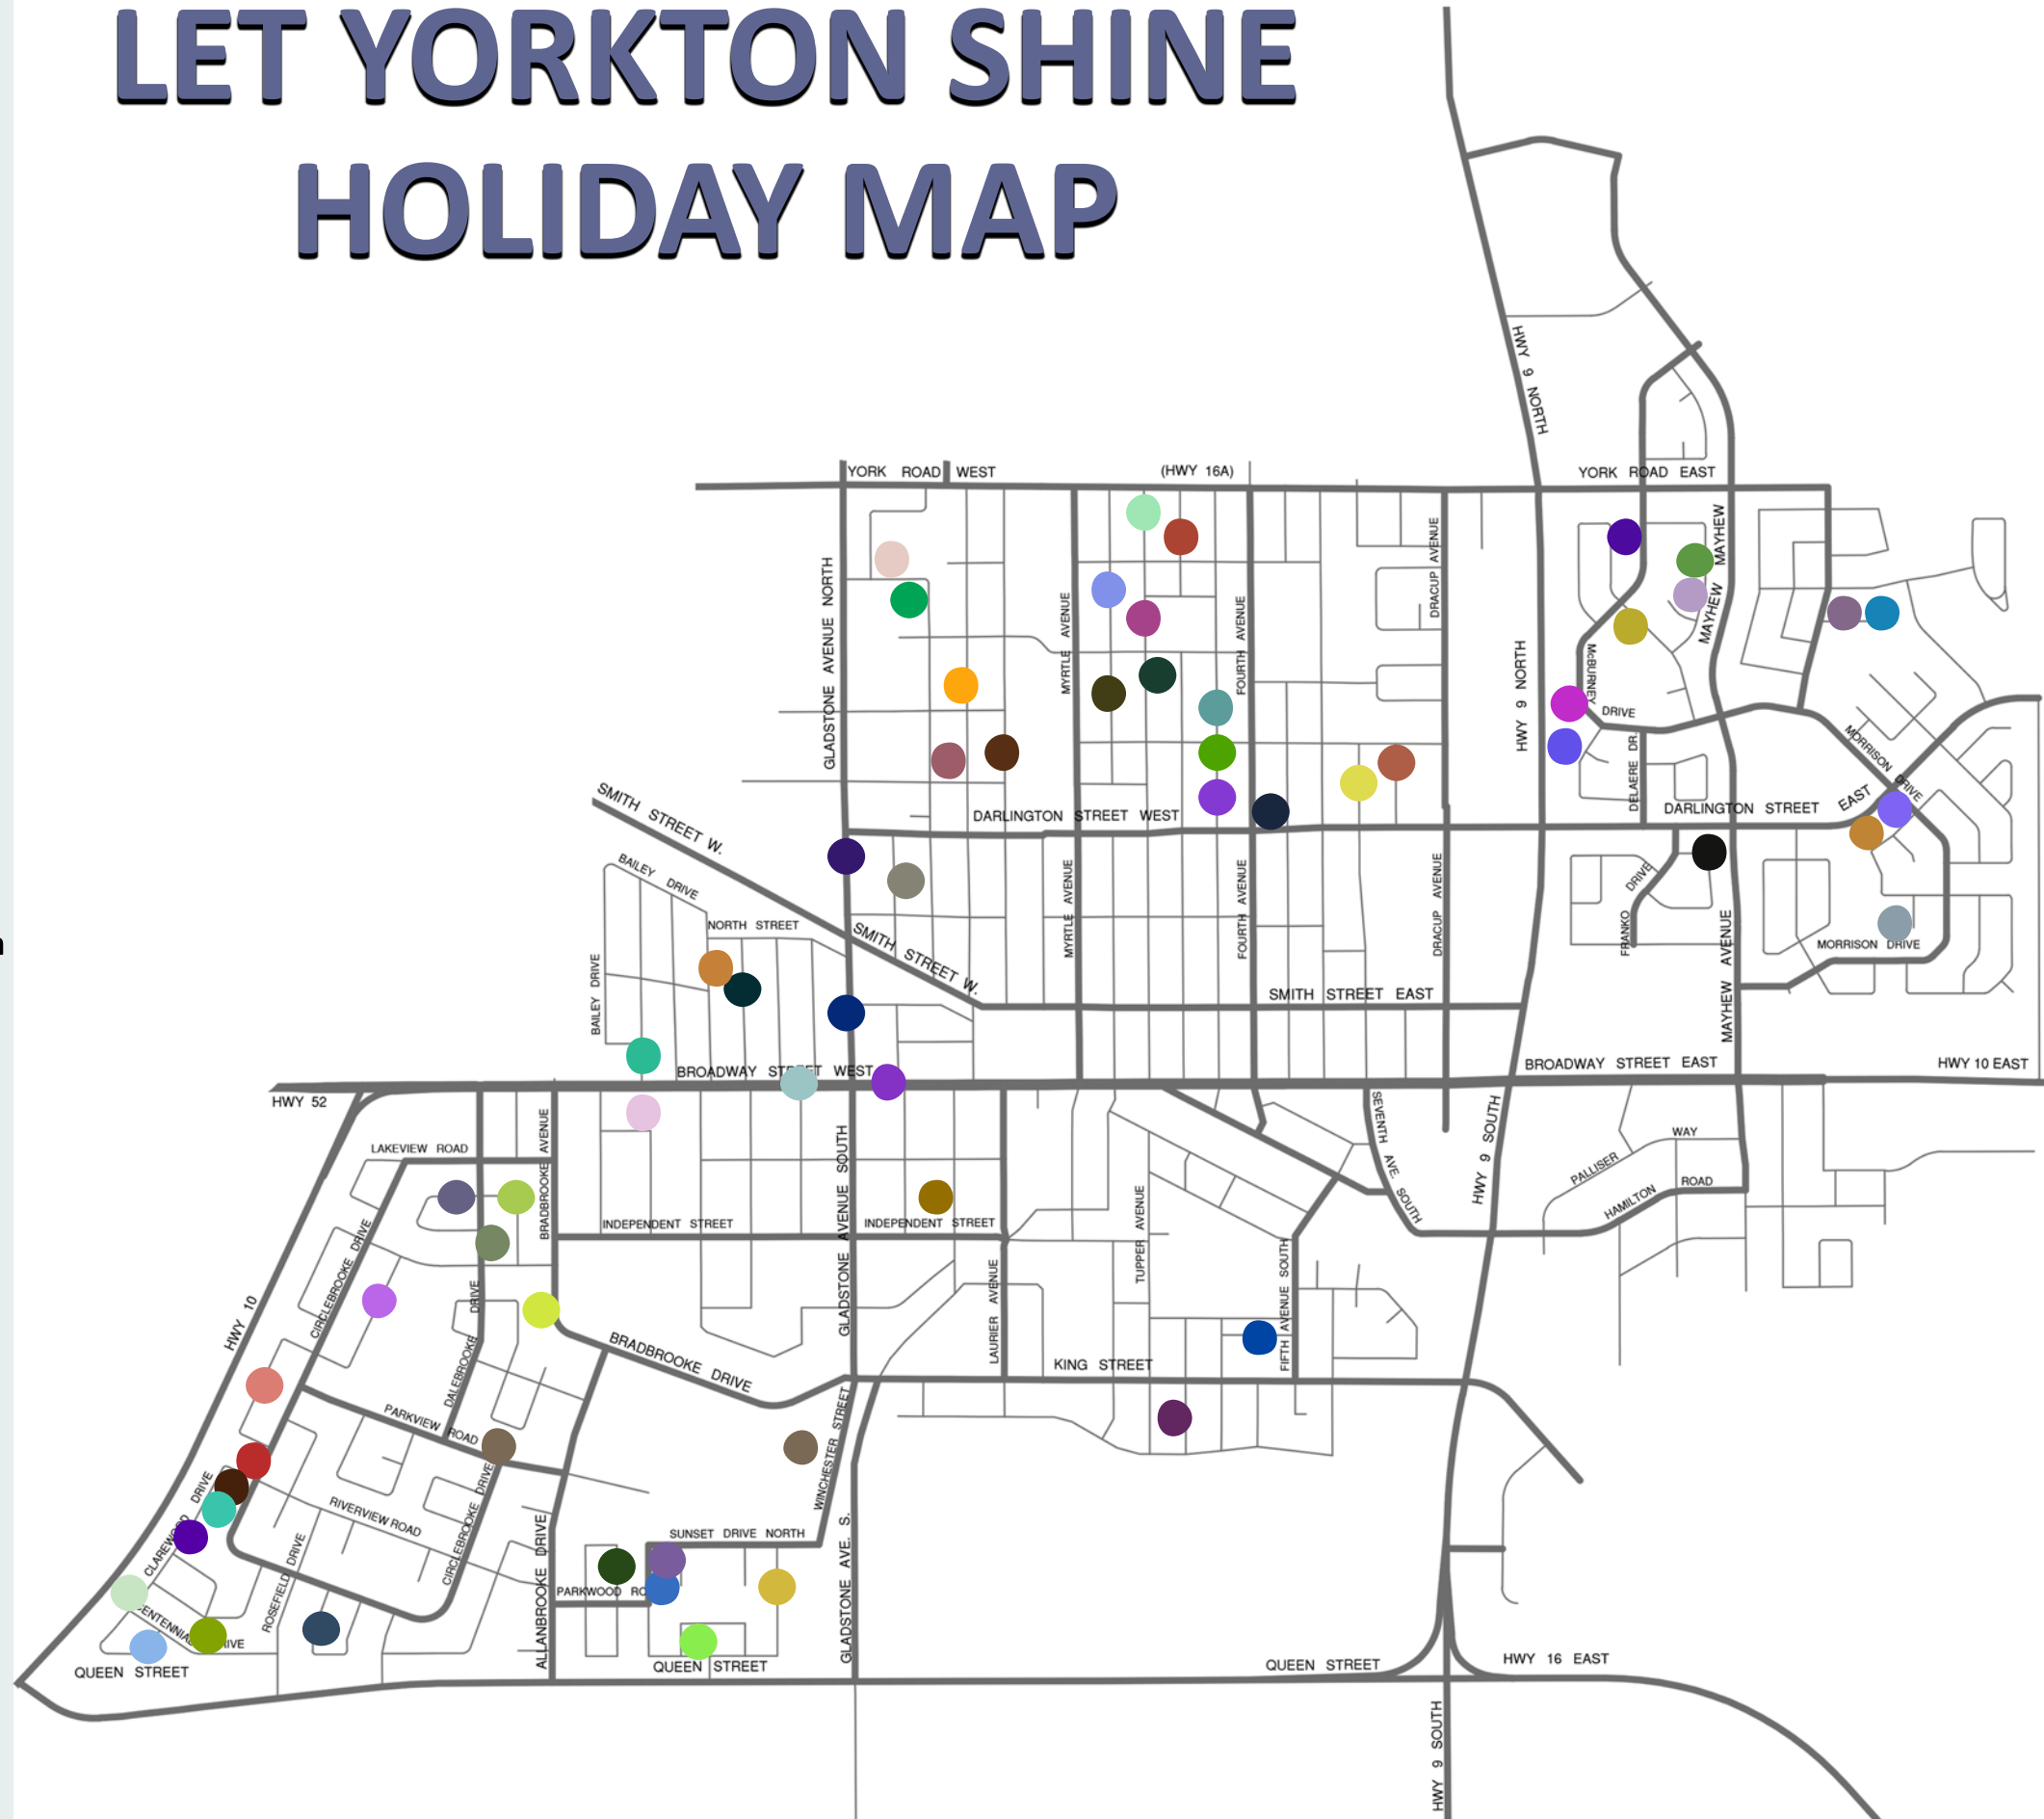 LET YORKTON SHINE
HOLIDAY MAP
HWY 9 NORTH
YORK ROAD WEST
(HWY 16A)
YORK ROAD EAST
GLADSTONE AVENUE NORTH
MYRTLE AVENUE
FOURTH AVENUE
DRACUP AVENUE
HWY 9 NORTH
MAYHEW
MAYHEW
McBURNEY
DRIVE
DELAERE DR.
MORRISON DRIVE
SMITH STREET W.
DARLINGTON STREET WEST
DARLINGTON STREET EAST
BAILEY DRIVE
NORTH STREET
BAILEY DRIVE
SMITH STREET W.
MYRTLE AVENUE
FOURTH AVENUE
DRACUP AVENUE
FRANKO DRIVE
MAYHEW AVENUE
MORRISON DRIVE
SMITH STREET EAST
BROADWAY STREET WEST
BROADWAY STREET EAST
HWY 10 EAST
HWY 52
LAKEVIEW ROAD
BRADBROOKE AVENUE
GLADSTONE AVENUE SOUTH
SEVENTH AVE. SOUTH
HWY 9 SOUTH
PALLISER WAY
HAMILTON ROAD
INDEPENDENT STREET
INDEPENDENT STREET
CIRCLEBROOKE DRIVE
HWY 10
DALEBROOKE DRIVE
BRADBROOKE DRIVE
LAURIER AVENUE
TUPPER AVENUE
FIFTH AVENUE SOUTH
KING STREET
PARKVIEW ROAD
WINCHESTER STREET
CLAREWOOD DRIVE
RIVERVIEW ROAD
CIRCLEBROOKE DRIVE
ROSEFIELD DRIVE
ALLANBROOKE DRIVE
SUNSET DRIVE NORTH
PARKWOOD
GLADSTONE AVE. S.
QUEEN STREET
QUEEN STREET
QUEEN STREET
HWY 16 EAST
HWY 9 SOUTH